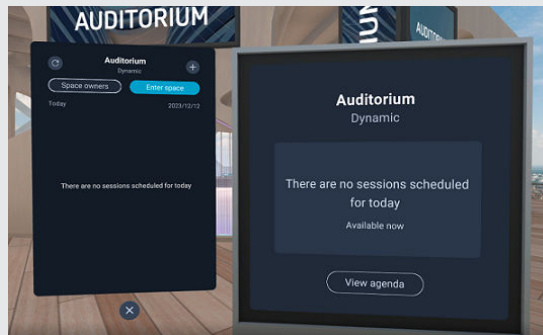 AUDITORIUM
AUDITORIUM
Auditorium
Dynamic
Space owners
Enter space
Today
2023/12/12
There are no sessions scheduled for today
Auditorium
Dynamic
There are no sessions scheduled
for today
Available now
View agenda